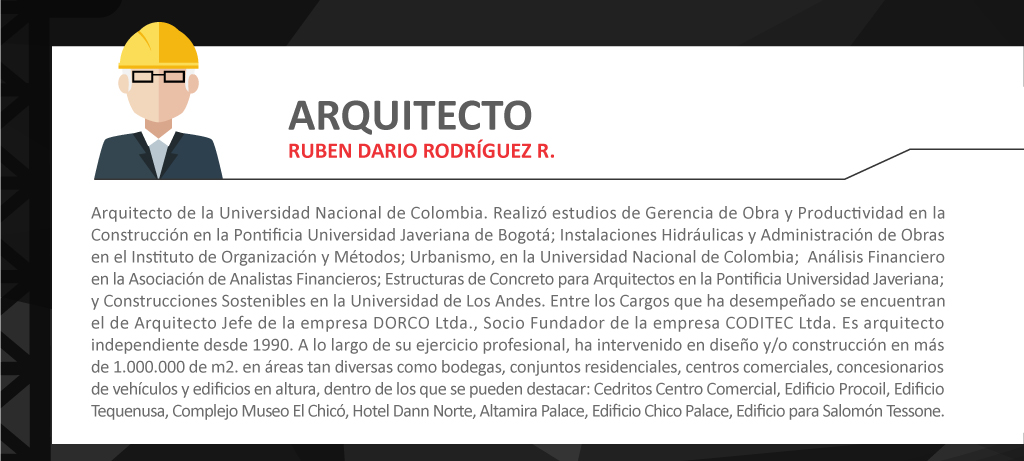 ARQUITECTO
RUBEN DARIO RODRÍGUEZ R.
Arquitecto de la Universidad Nacional de Colombia. Realizó estudios de Gerencia de Obra y Productividad en la
Construcción en la Pontificia Universidad Javeriana de Bogotá; Instalaciones Hidráulicas y Administración de Obras
en el Instituto de Organización y Métodos; Urbanismo, en la Universidad Nacional de Colombia;  Análisis Financiero
en la Asociación de Analistas Financieros; Estructuras de Concreto para Arquitectos en la Pontificia Universidad Javeriana;
y Construcciones Sostenibles en la Universidad de Los Andes. Entre los Cargos que ha desempeñado se encuentran
el de Arquitecto Jefe de la empresa DORCO Ltda., Socio Fundador de la empresa CODITEC Ltda. Es arquitecto
independiente desde 1990. A lo largo de su ejercicio profesional, ha intervenido en diseño y/o construcción en más
de 1.000.000 de m2. en áreas tan diversas como bodegas, conjuntos residenciales, centros comerciales, concesionarios
de vehículos y edificios en altura, dentro de los que se pueden destacar: Cedritos Centro Comercial, Edificio Procoil, Edificio
Tequenusa, Complejo Museo El Chicó, Hotel Dann Norte, Altamira Palace, Edificio Chico Palace, Edificio para Salomón Tessone.